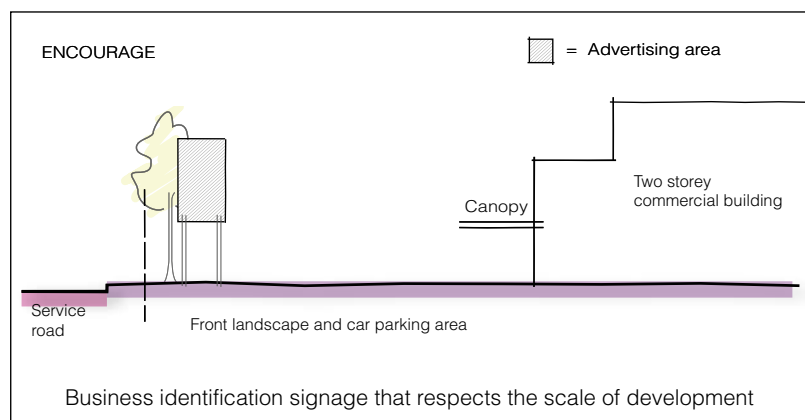 ENCOURAGE
= Advertising area
Two storey
commercial building
Canopy
Service
road
Front landscape and car parking area
Business identification signage that respects the scale of development